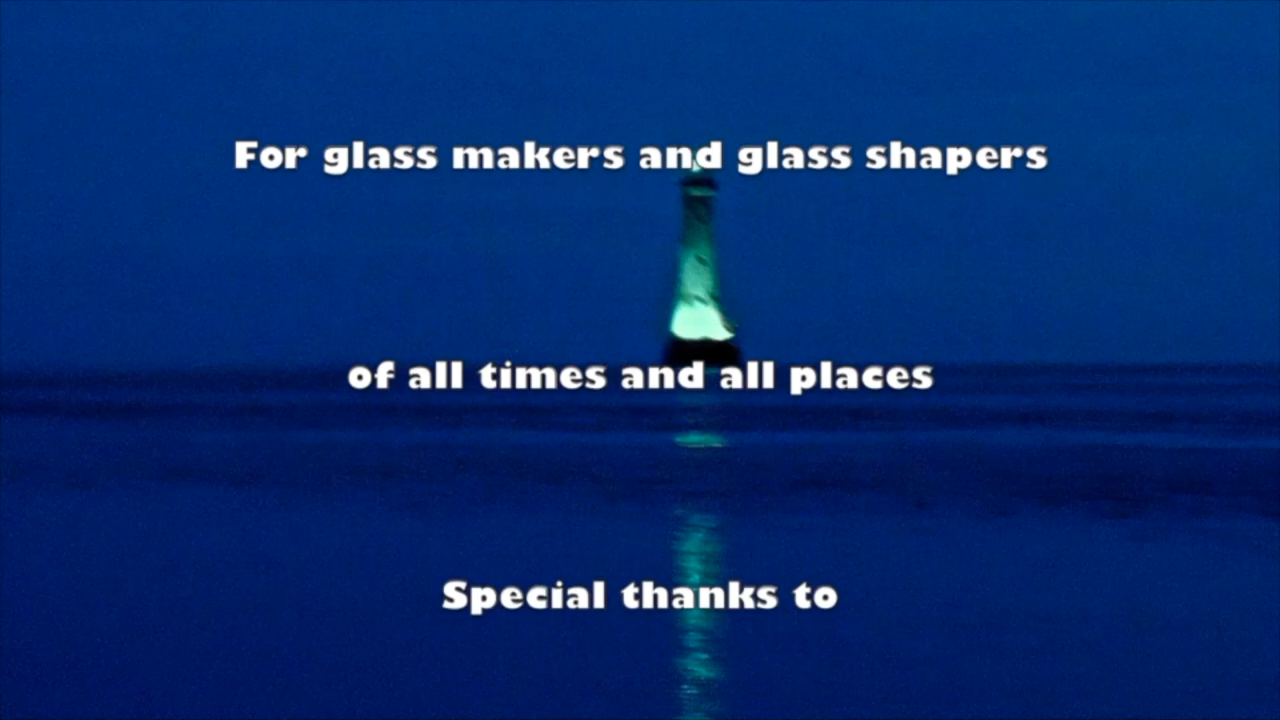 For glass makers and glass shapers
of all times and all places
Special thanks to